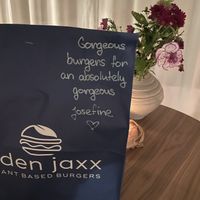 Gorgeous
burgers for
an absolutely
gorgeous
Josefine
den jaxx
ANT BASED BURGERS